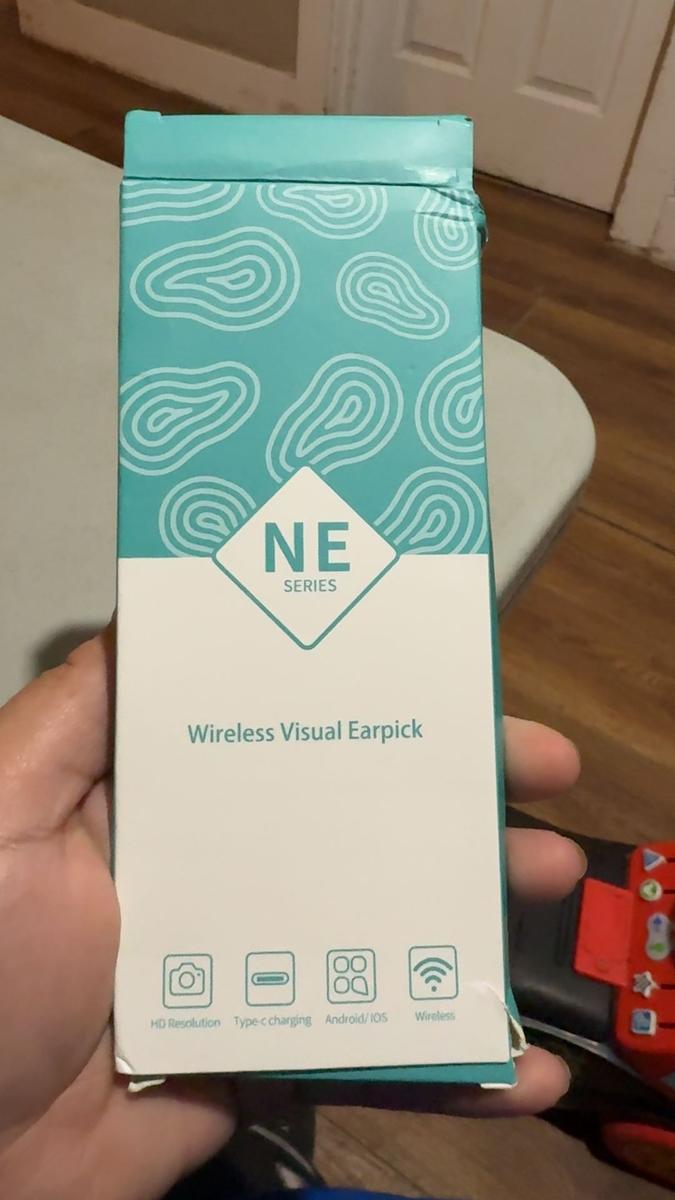 NE
SERIES
Wireless Visual Earpick
HD Resolution Type-c charging Android/ IOS Wireless